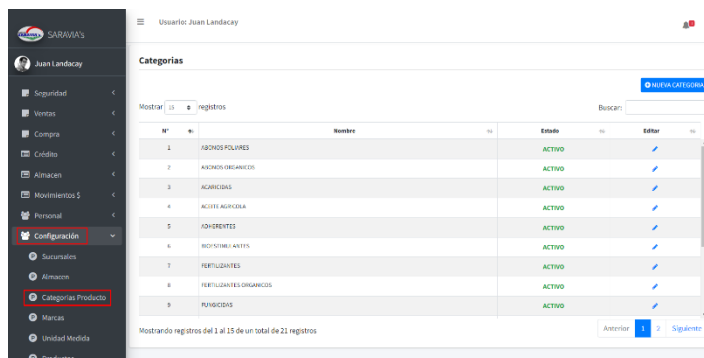 SARAVIA's
Usuario: Juan Landacay
Juan Landacay
Categorias
NUEVA CATEGORIA
Seguridad
Ventas
Compra
Crédito
Almacen
Movimientos $
Personal
Configuración
Sucursales
Almacen
Categorias Producto
Marcas
Unidad Medida
Productos
Mostrar 15 registros
Buscar:
N° Nombre Estado Editar
1 ABONOS FOLIARES ACTIVO
2 ABONOS ORGANICOS ACTIVO
3 ACARICIDAS ACTIVO
4 ACEITE AGRICOLA ACTIVO
5 ADHERENTES ACTIVO
6 BIOESTIMULANTES ACTIVO
7 FERTILIZANTES ACTIVO
8 FERTILIZANTES ORGANICOS ACTIVO
9 FUNGICIDAS ACTIVO
Mostrando registros del 1 al 15 de un total de 21 registros
Anterior 1 2 Siguiente